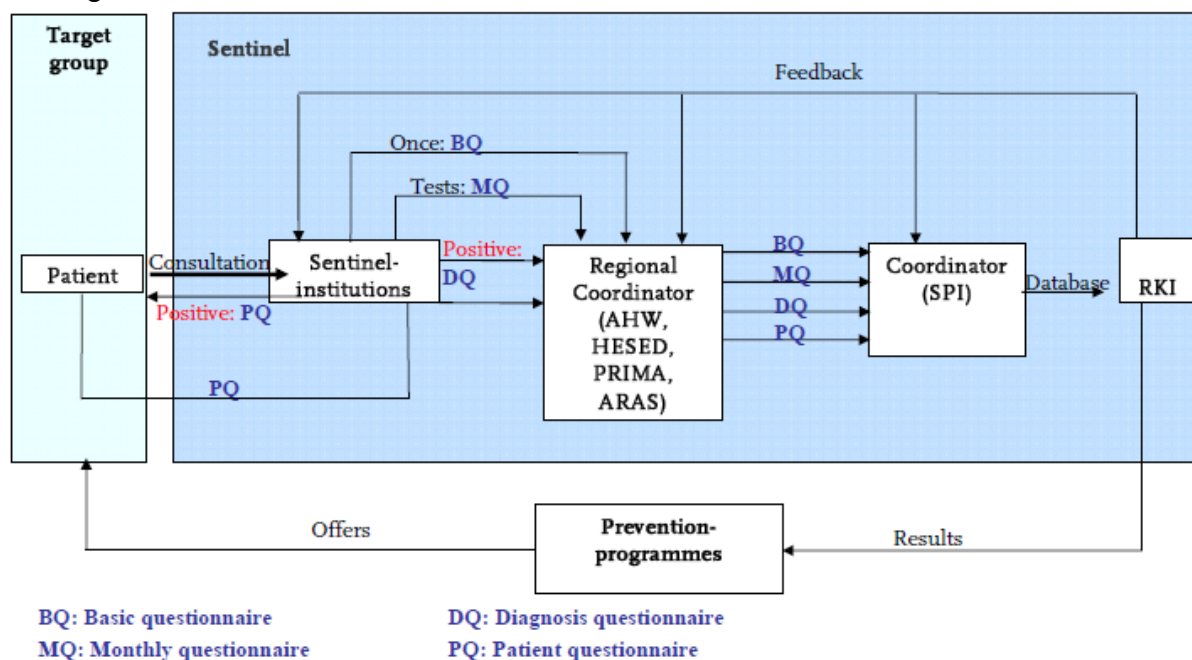 Target
group
Sentinel
Feedback
Once: BQ
Tests: MQ
Patient
Consultation
Positive: PQ
PQ
Sentinel-
institutions
Positive:
DQ
Regional
Coordinator
(AHW,
HESED,
PRIMA,
ARAS)
BQ
MQ
DQ
PQ
Coordinator
(SPI)
Database
RKI
Offers
Prevention-
programmes
Results
BQ: Basic questionnaire
DQ: Diagnosis questionnaire
MQ: Monthly questionnaire
PQ: Patient questionnaire